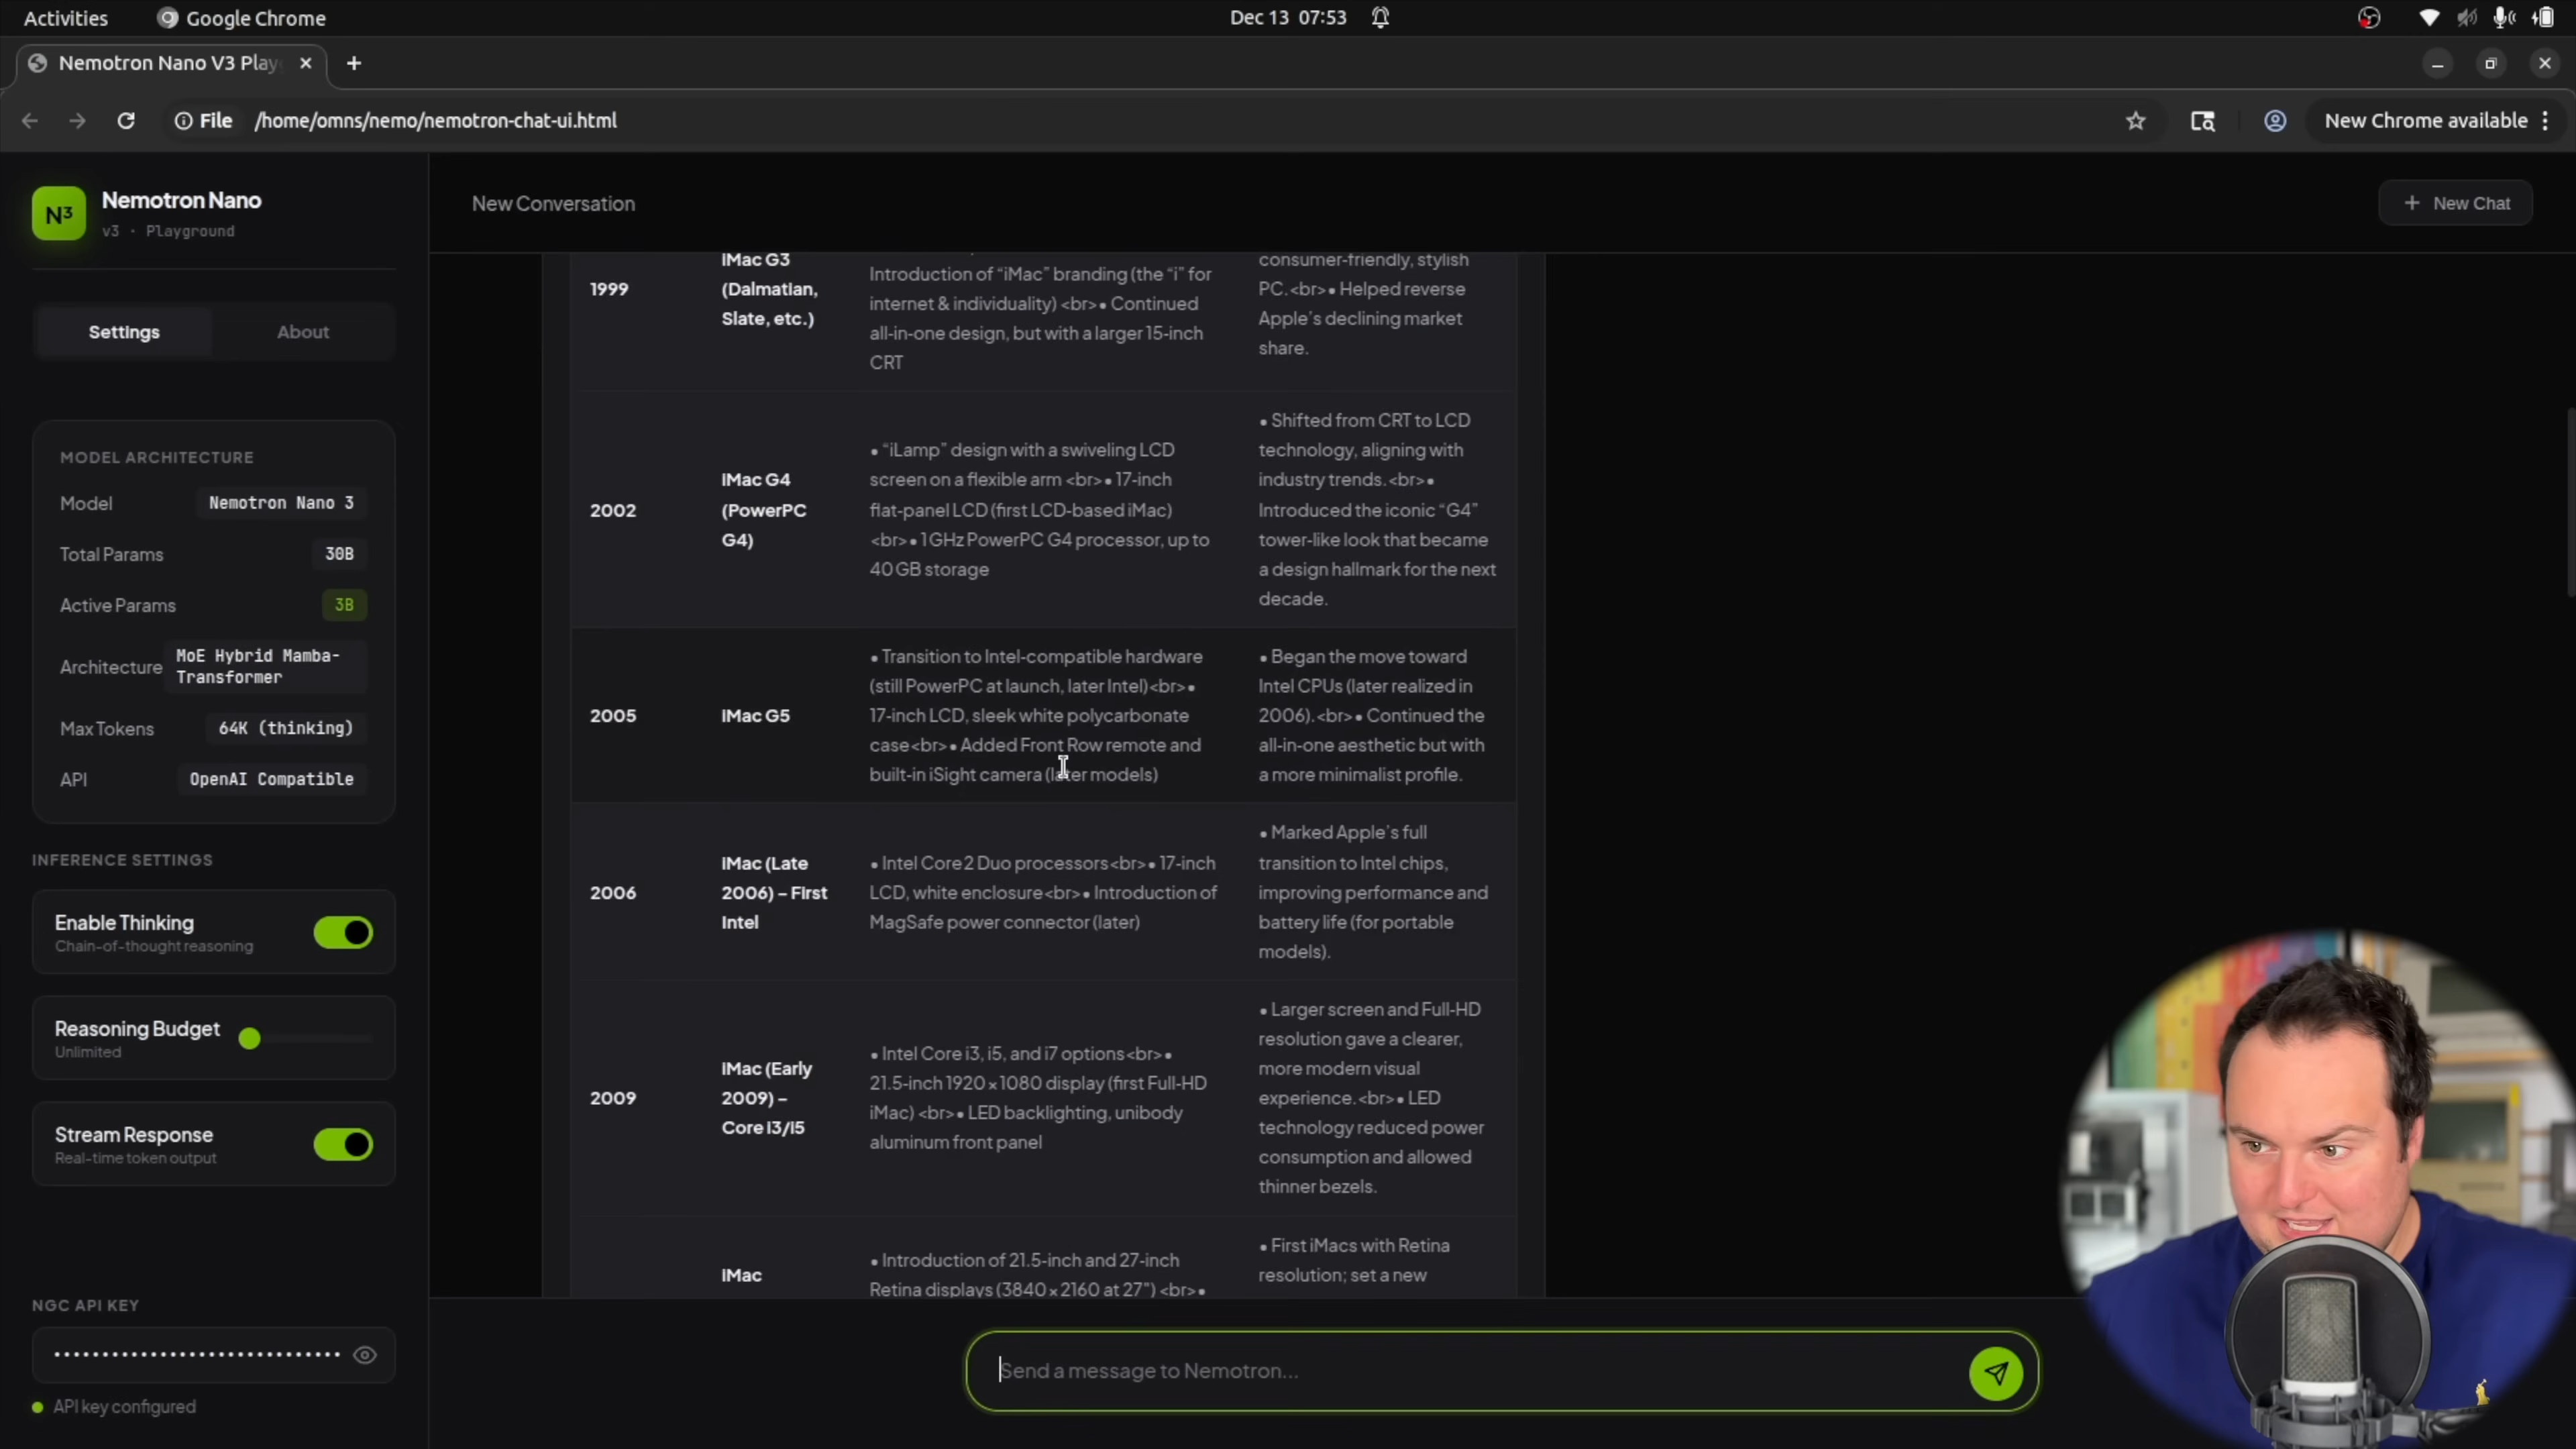 Activities
Google Chrome
Dec 13 07:53
Nemotron Nano V3 Play
File
/home/omns/nemo/nemotron-chat-ui.html
New Chrome available
N³
Nemotron Nano
v3 · Playground
New Conversation
+ New Chat
Settings
About
MODEL ARCHITECTURE
Model
Nemotron Nano 3
Total Params
30B
Active Params
3B
Architecture
MoE Hybrid Mamba-
Transformer
Max Tokens
64K (thinking)
API
OpenAI Compatible
INFERENCE SETTINGS
Enable Thinking
Chain-of-thought reasoning
Reasoning Budget
Unlimited
Stream Response
Real-time token output
NGC API KEY
API key configured
1999
iMac G3
(Dalmatian,
Slate, etc.)
Introduction of “iMac” branding (the “i” for
internet & individuality) <br>• Continued
all-in-one design, but with a larger 15-inch
CRT
consumer-friendly, stylish
PC.<br>• Helped reverse
Apple’s declining market
share.
2002
iMac G4
(PowerPC
G4)
• “iLamp” design with a swiveling LCD
screen on a flexible arm <br>• 17-inch
flat-panel LCD (first LCD-based iMac)
<br>• 1 GHz PowerPC G4 processor, up to
40 GB storage
• Shifted from CRT to LCD
technology, aligning with
industry trends.<br>•
Introduced the iconic “G4”
tower-like look that became
a design hallmark for the next
decade.
2005
iMac G5
• Transition to Intel-compatible hardware
(still PowerPC at launch, later Intel)<br>•
17-inch LCD, sleek white polycarbonate
case<br>• Added Front Row remote and
built-in iSight camera (later models)
• Began the move toward
Intel CPUs (later realized in
2006).<br>• Continued the
all-in-one aesthetic but with
a more minimalist profile.
2006
iMac (Late
2006) – First
Intel
• Intel Core 2 Duo processors<br>• 17-inch
LCD, white enclosure<br>• Introduction of
MagSafe power connector (later)
• Marked Apple’s full
transition to Intel chips,
improving performance and
battery life (for portable
models).
2009
iMac (Early
2009) –
Core i3/i5
• Intel Core i3, i5, and i7 options<br>•
21.5-inch 1920 × 1080 display (first Full-HD
iMac) <br>• LED backlighting, unibody
aluminum front panel
• Larger screen and Full-HD
resolution gave a clearer,
more modern visual
experience.<br>• LED
technology reduced power
consumption and allowed
thinner bezels.
iMac
• Introduction of 21.5-inch and 27-inch
Retina displays (3840 × 2160 at 27") <br>•
• First iMacs with Retina
resolution; set a new
Send a message to Nemotron...